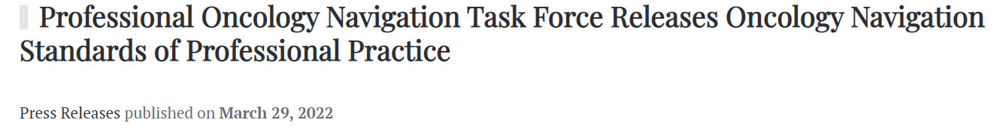 Professional Oncology Navigation Task Force Releases Oncology Navigation
Standards of Professional Practice
Press Releases published on March 29, 2022